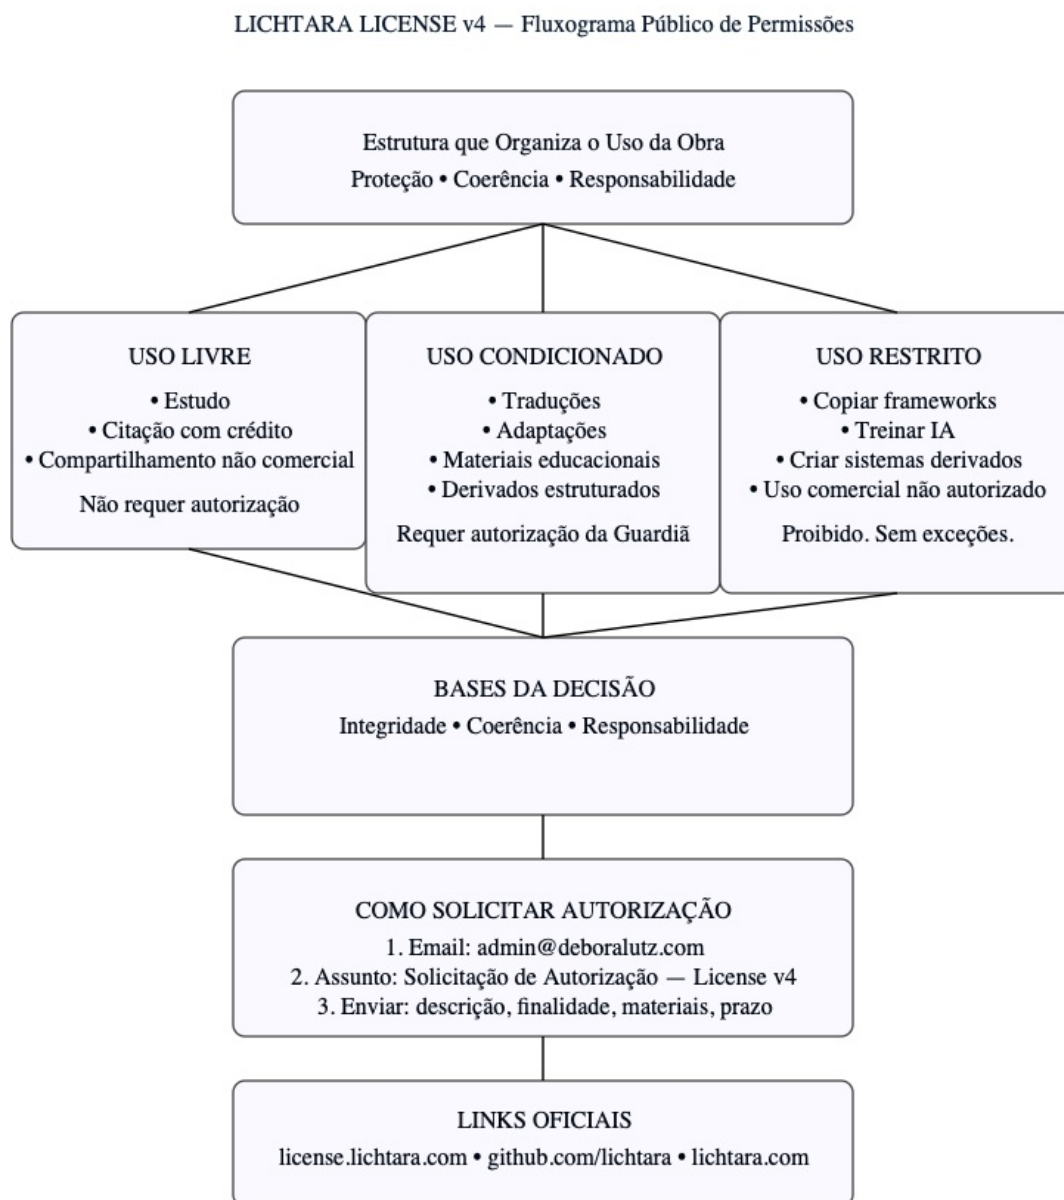 LICHTARA LICENSE v4 — Fluxograma Público de Permissões
Estrutura que Organiza o Uso da Obra
Proteção • Coerência • Responsabilidade
USO LIVRE
• Estudo
• Citação com crédito
• Compartilhamento não comercial
Não requer autorização
USO CONDICIONADO
• Traduções
• Adaptações
• Materiais educacionais
• Derivados estruturados
Requer autorização da Guardiã
USO RESTRITO
• Copiar frameworks
• Treinar IA
• Criar sistemas derivados
• Uso comercial não autorizado
Proibido. Sem exceções.
BASES DA DECISÃO
Integridade • Coerência • Responsabilidade
COMO SOLICITAR AUTORIZAÇÃO
1. Email: admin@deboralutz.com
2. Assunto: Solicitação de Autorização — License v4
3. Enviar: descrição, finalidade, materiais, prazo
LINKS OFICIAIS
license.lichtara.com • github.com/lichtara • lichtara.com